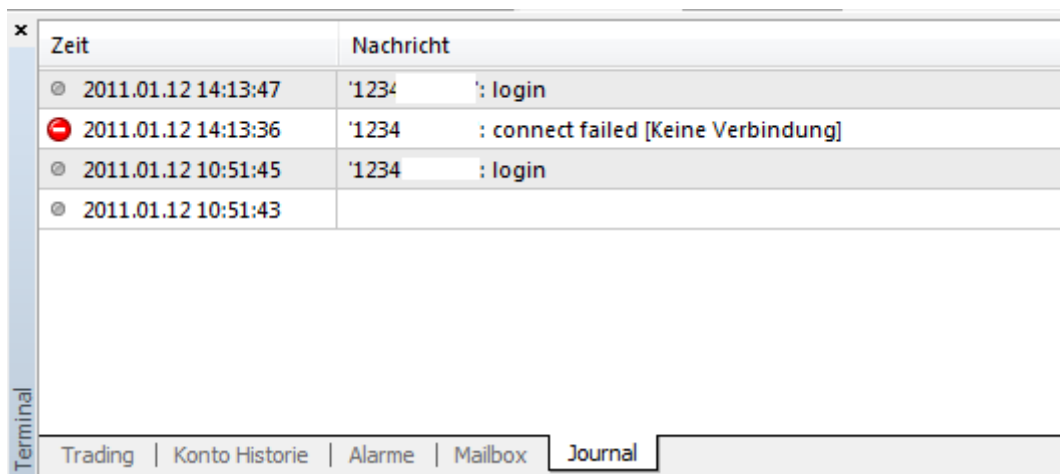 Zeit Nachricht
2011.01.12 14:13:47 '1234 ': login
2011.01.12 14:13:36 '1234 : connect failed [Keine Verbindung]
2011.01.12 10:51:45 '1234 : login
2011.01.12 10:51:43
Terminal
Trading | Konto Historie | Alarme | Mailbox Journal